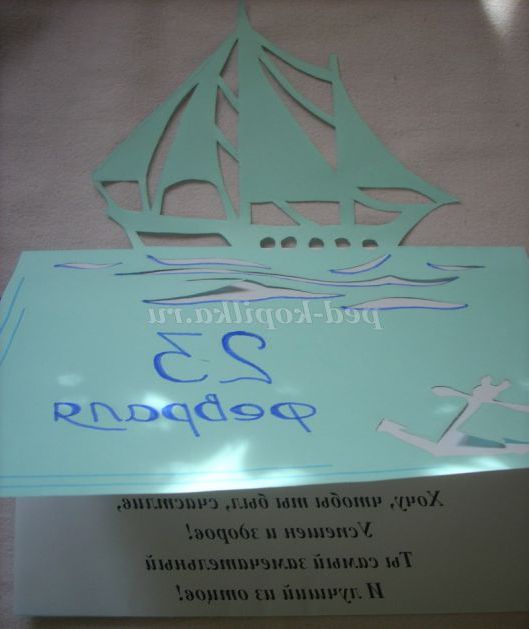 ped-kopilka.ru
23
февраля
Хочу, чтобы ты был, счастлив,
Успешен и здоров!
Ты самый замечательный
И лучший из отцов!